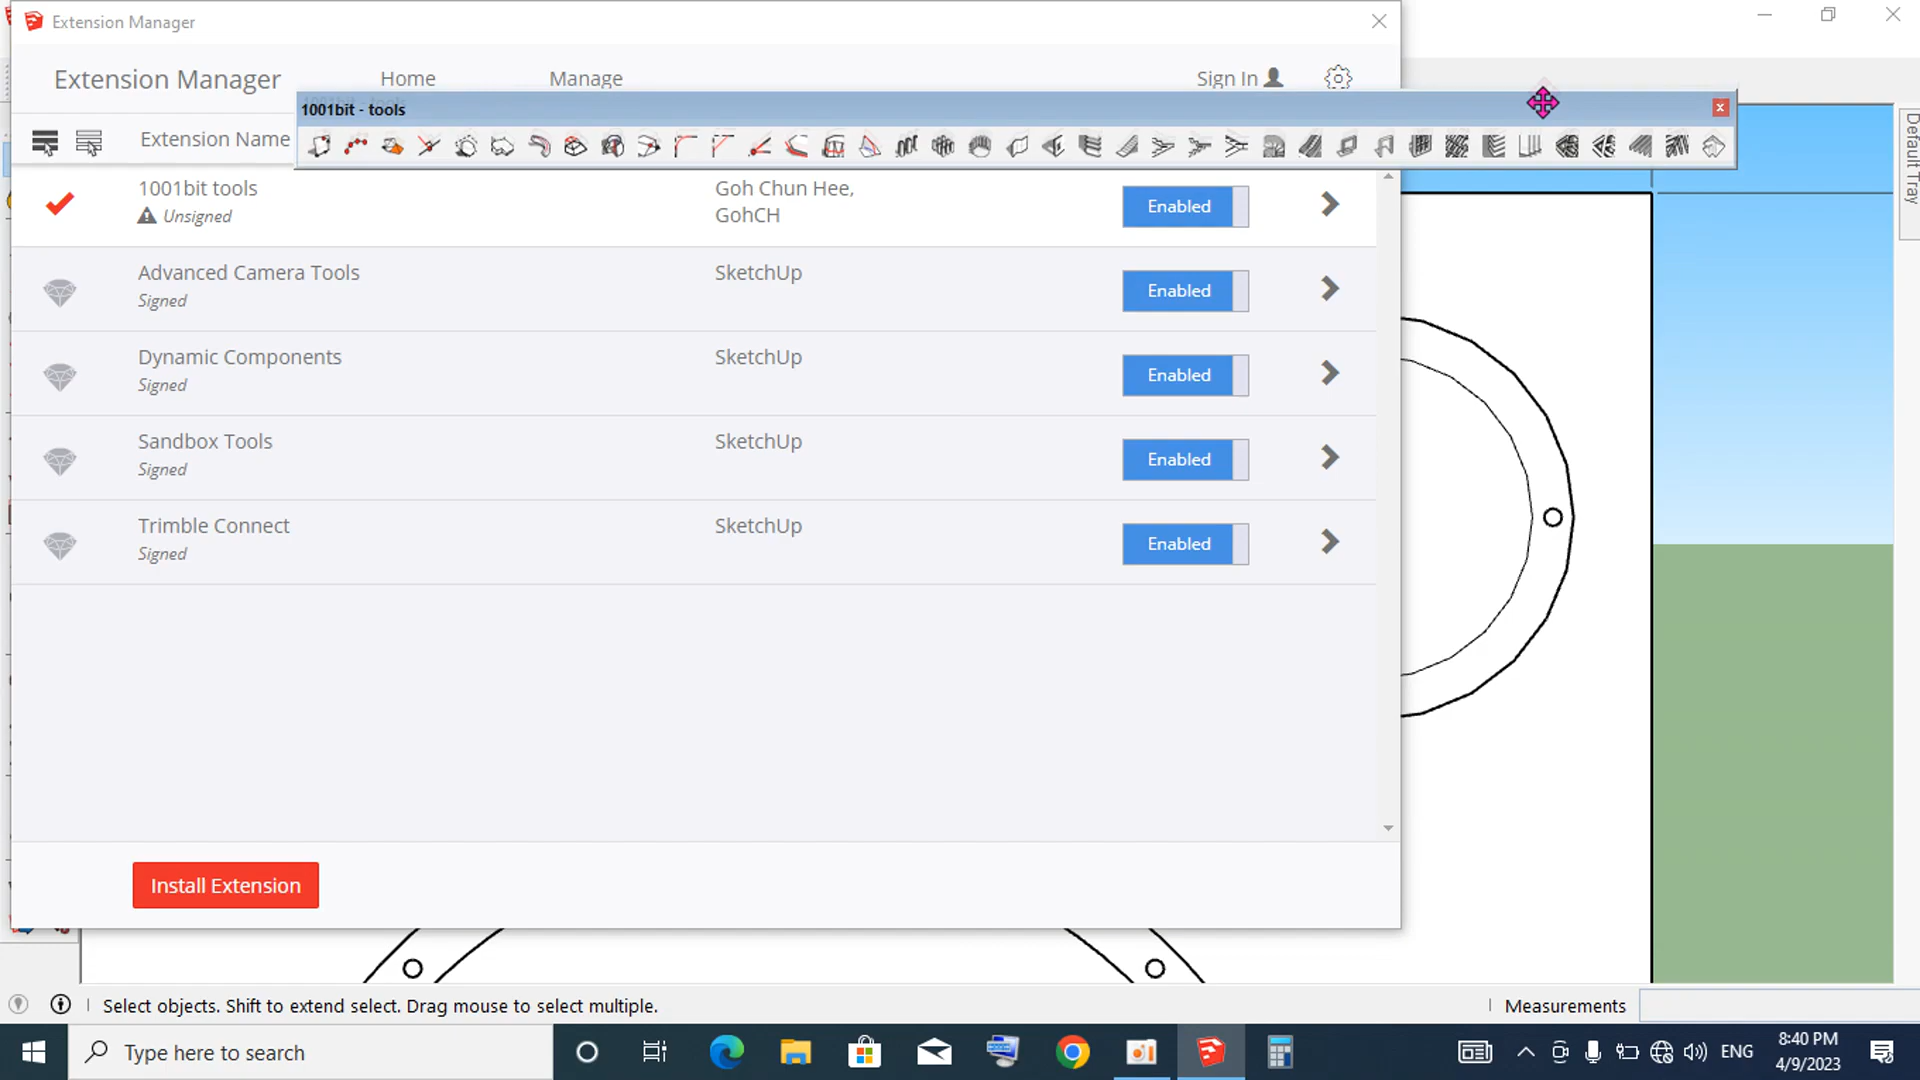 Extension Manager
Extension Manager Home Manage Sign In
1001bit - tools
Extension Name
1001bit tools Goh Chun Hee, Enabled
Unsigned GohCH
Advanced Camera Tools SketchUp Enabled
Signed
Dynamic Components SketchUp Enabled
Signed
Sandbox Tools SketchUp Enabled
Signed
Trimble Connect SketchUp Enabled
Signed
Install Extension
Default Tray
Select objects. Shift to extend select. Drag mouse to select multiple. Measurements
Type here to search ENG 8:40 PM
4/9/2023